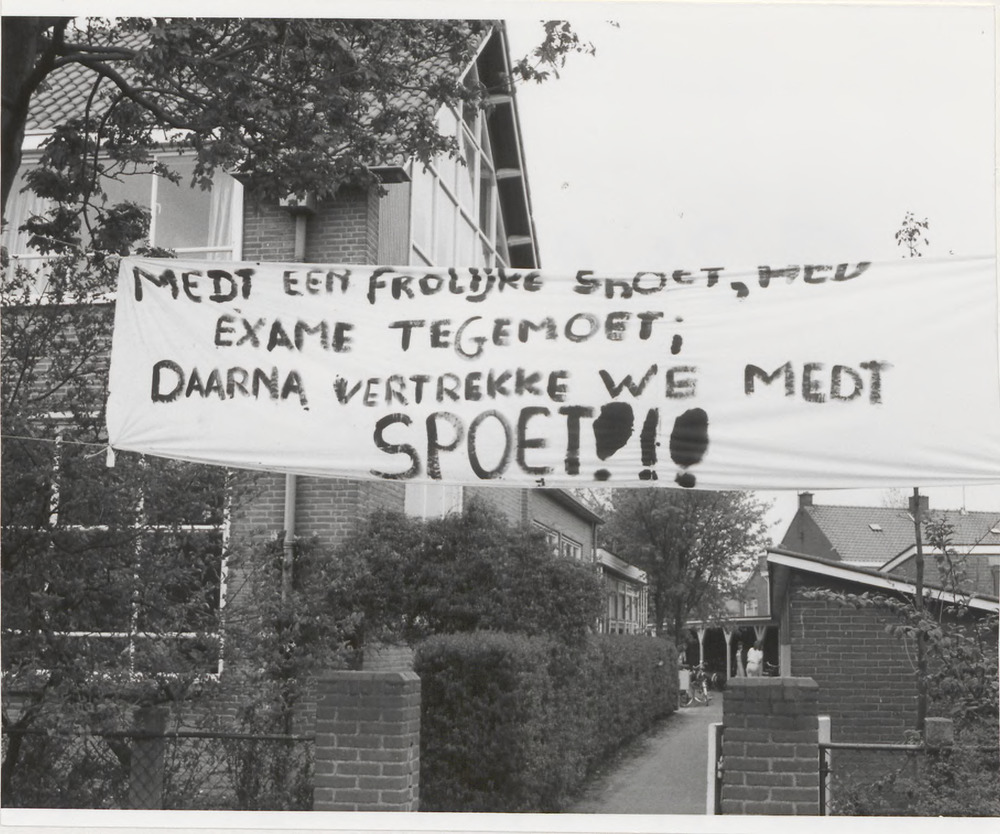 MEDT EEN FROLIJKE SnOET, HED
EXAME TEGEMOET;
DAARNA VERTREKKE WE MEDT
SPOET!!!